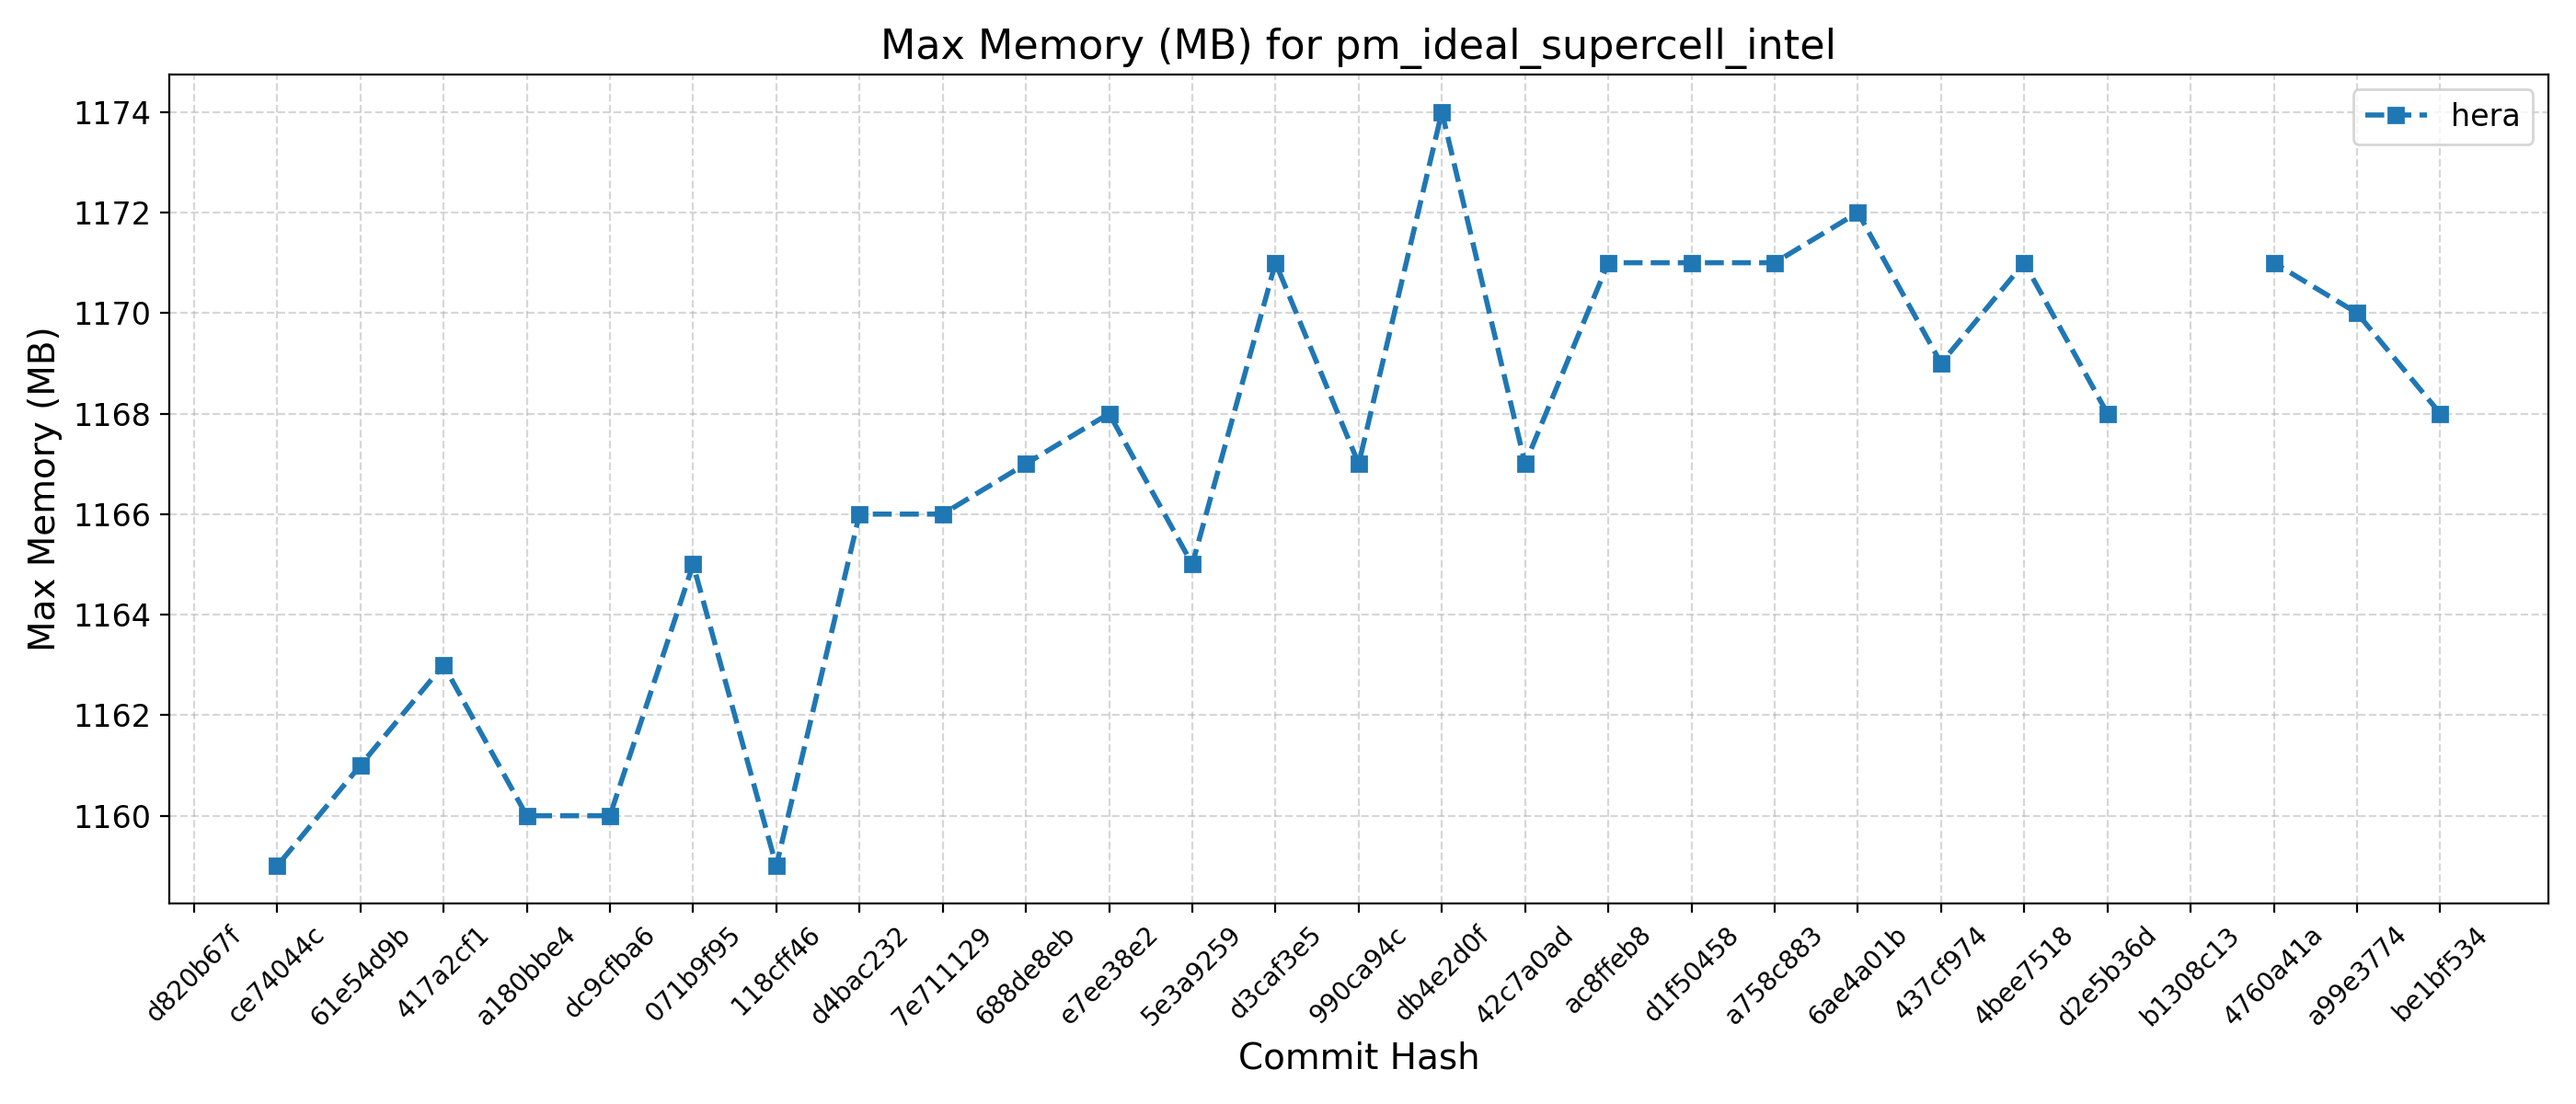 Max Memory (MB) for pm_ideal_supercell_intel
hera
Max Memory (MB)
1174
1172
1170
1168
1166
1164
1162
1160
d820b67f
ce74044c
61e54d9b
417a2cf1
a180bbe4
dc9cfba6
071b9f95
118cff46
d4bac232
7e711129
688de8eb
e7ee38e2
5e3a9259
d3caf3e5
990ca94c
db4e2d0f
42c7a0ad
ac8ffeb8
d1f50458
a758c883
6ae4a01b
437cf974
4bee7518
d2e5b36d
b1308c13
4760a41a
a99e3774
be1bf534
Commit Hash